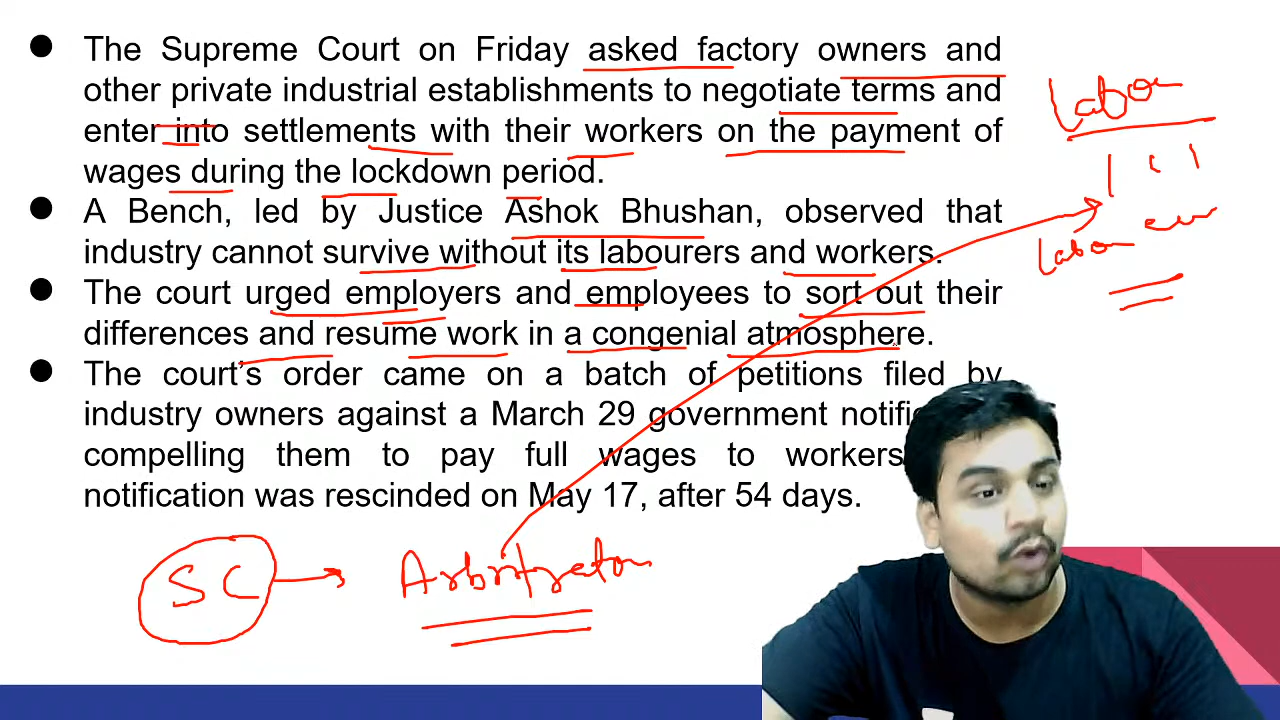 ● The Supreme Court on Friday asked factory owners and
other private industrial establishments to negotiate terms and
enter into settlements with their workers on the payment of
wages during the lockdown period.
● A Bench, led by Justice Ashok Bhushan, observed that
industry cannot survive without its labourers and workers.
● The court urged employers and employees to sort out their
differences and resume work in a congenial atmosphere.
● The court's order came on a batch of petitions filed by
industry owners against a March 29 government
compelling them to pay full wages to workers
notification was rescinded on May 17, after 54 days.
Labou
Labou
SC → Arbitrator